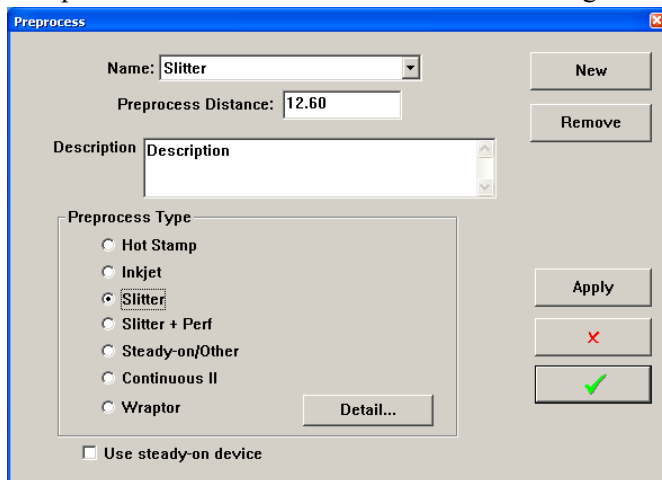 Preprocess
Name: Slitter
New
Preprocess Distance: 12.60
Remove
Description Description
Preprocess Type
Hot Stamp
Inkjet
Slitter
Apply
Slitter + Perf
Steady-on/Other
Continuous II
Wraptor
Detail...
Use steady-on device